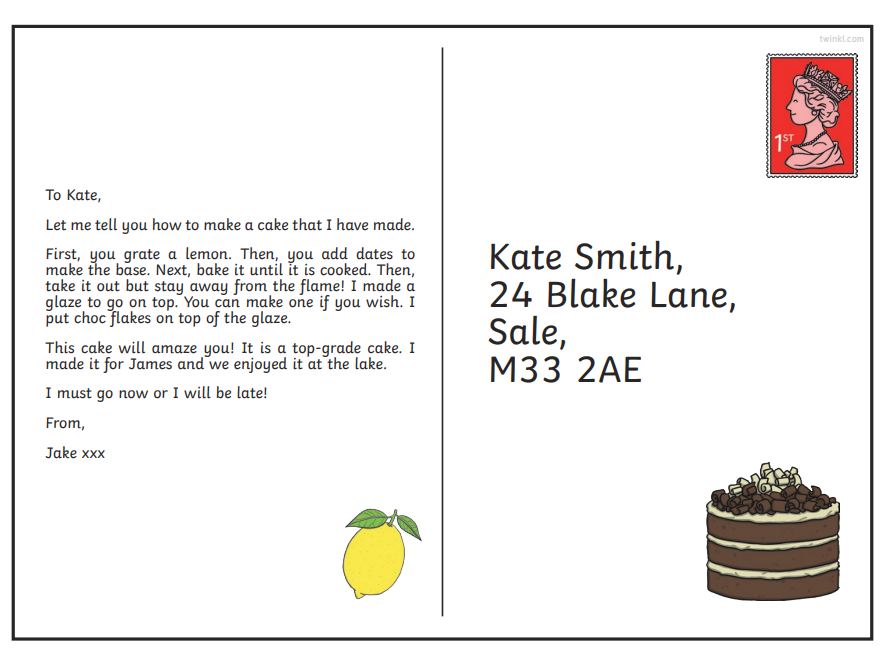 twinkl.com
To Kate,
Let me tell you how to make a cake that I have made.
First, you grate a lemon. Then, you add dates to
make the base. Next, bake it until it is cooked. Then,
take it out but stay away from the flame! I made a
glaze to go on top. You can make one if you wish. I
put choc flakes on top of the glaze.
This cake will amaze you! It is a top-grade cake. I
made it for James and we enjoyed it at the lake.
I must go now or I will be late!
From,
Jake xxx
1ST
Kate Smith,
24 Blake Lane,
Sale,
M33 2AE